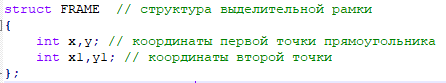 struct FRAME // структура выделительной рамки
{
int x,y; // координаты первой точки прямоугольника
int x1,y1; // координаты второй точки
};